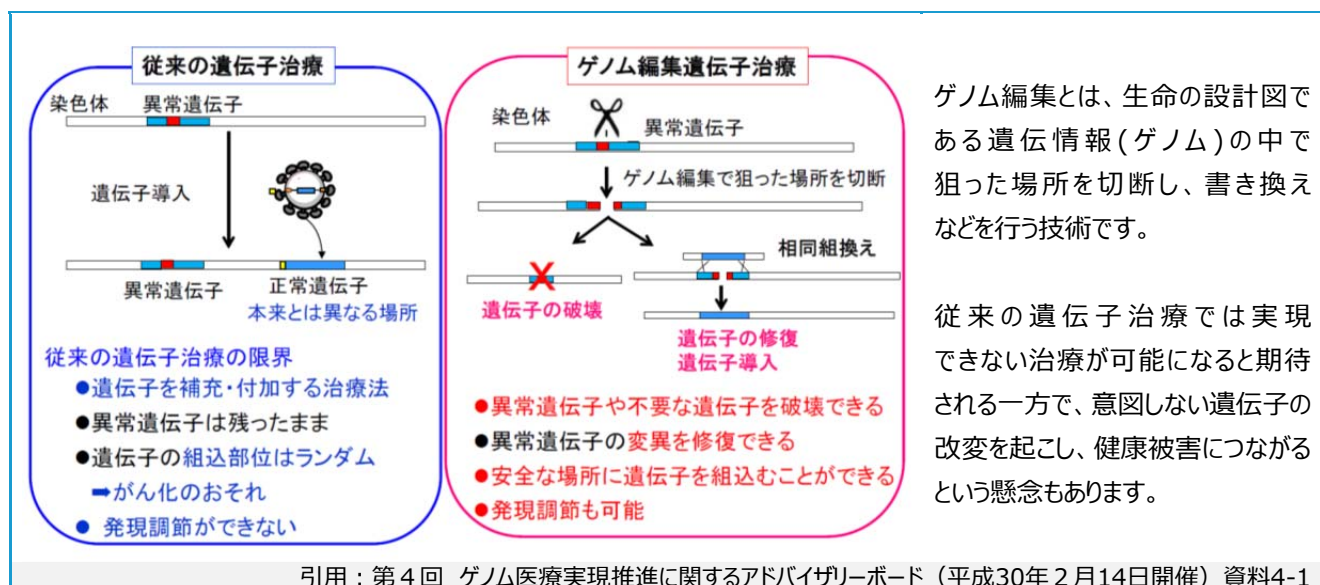 従来の遺伝子治療
染色体
異常遺伝子
遺伝子導入
異常遺伝子
正常遺伝子
本来とは異なる場所
従来の遺伝子治療の限界
●遺伝子を補充・付加する治療法
●異常遺伝子は残ったまま
●遺伝子の組込部位はランダム
➡がん化のおそれ
● 発現調節ができない
ゲノム編集遺伝子治療
染色体
異常遺伝子
ゲノム編集で狙った場所を切断
相同組換え
遺伝子の破壊
遺伝子の修復
遺伝子導入
●異常遺伝子や不要な遺伝子を破壊できる
●異常遺伝子の変異を修復できる
●安全な場所に遺伝子を組込むことができる
●発現調節も可能
ゲノム編集とは、生命の設計図で
ある遺伝情報(ゲノム)の中で
狙った場所を切断し、書き換え
などを行う技術です。
従来の遺伝子治療では実現
できない治療が可能になると期待
される一方で、意図しない遺伝子の
改変を起こし、健康被害につながる
という懸念もあります。
引用：第４回 ゲノム医療実現推進に関するアドバイザリーボード（平成30年２月14日開催）資料4-1